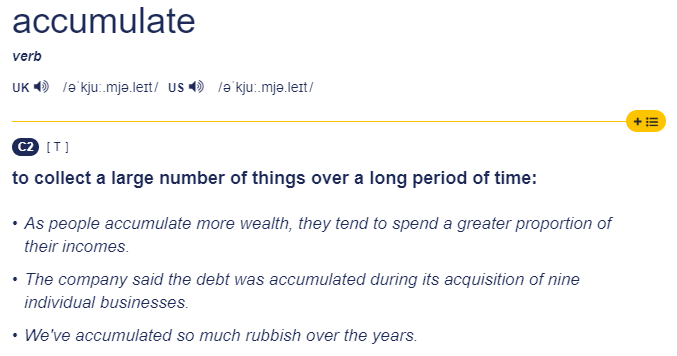 accumulate
verb
UK /əˈkjuː.mjə.leɪt/ US /əˈkjuː.mjə.leɪt/
+
C2 [ T ]
to collect a large number of things over a long period of time:
• As people accumulate more wealth, they tend to spend a greater proportion of
their incomes.
• The company said the debt was accumulated during its acquisition of nine
individual businesses.
• We've accumulated so much rubbish over the years.